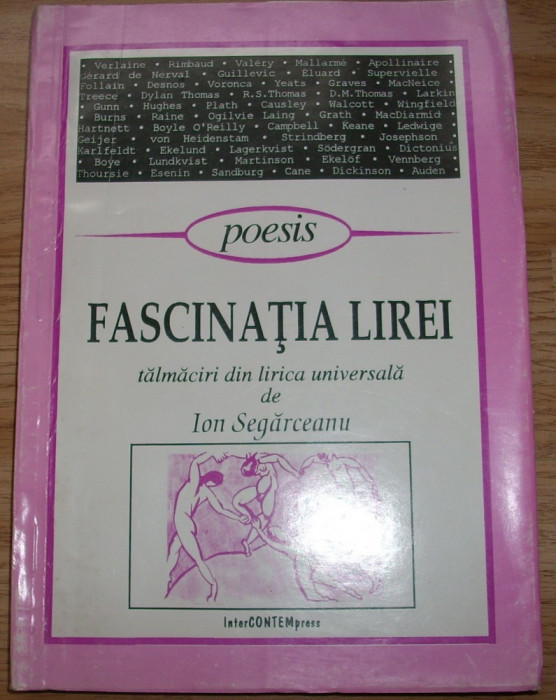 • Verlaine • Rimbaud • Valéry • Mallarmé • Apollinaire •
Gérard de Nerval • Guillevic • Éluard • Supervielle •
Follain • Desnos • Voronca • Yeats • Graves • MacNeice •
Treece • Dylan Thomas • R.S.Thomas • D.M.Thomas • Larkin
• Gunn • Hughes • Plath • Causley • Walcott • Wingfield
• Burns • Raine • Ogilvie Laing • Grath • MacDiarmid •
Hartnett • Boyle O'Reilly • Campbell • Keane • Ledwige •
Geijer • von Heidenstam • Strindberg • Josephson •
Karlfeldt • Ekelund • Lagerkvist • Södergran • Dictonius
• Boye • Lundkvist • Martinson • Ekelöf • Vennberg •
Thoursie • Esenin • Sandburg • Cane • Dickinson • Auden •
poesis
FASCINAŢIA LIREI
tălmăciri din lirica universală
de
Ion Segărceanu
InterCONTEMpress